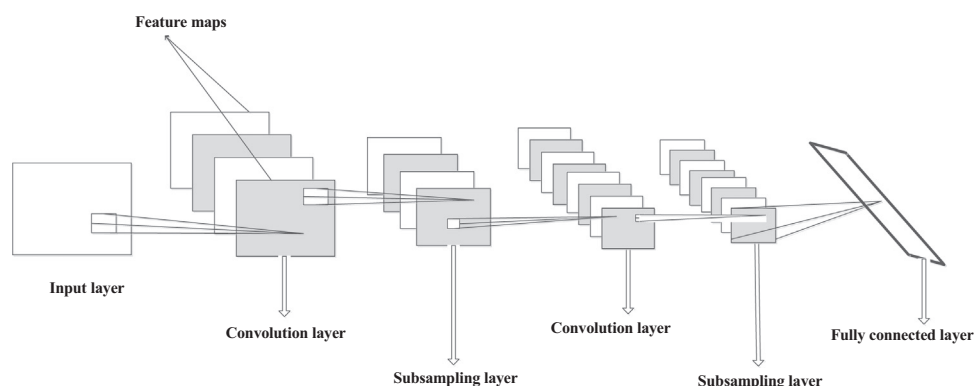 Feature maps
Input layer
Convolution layer
Subsampling layer
Convolution layer
Subsampling layer
Fully connected layer